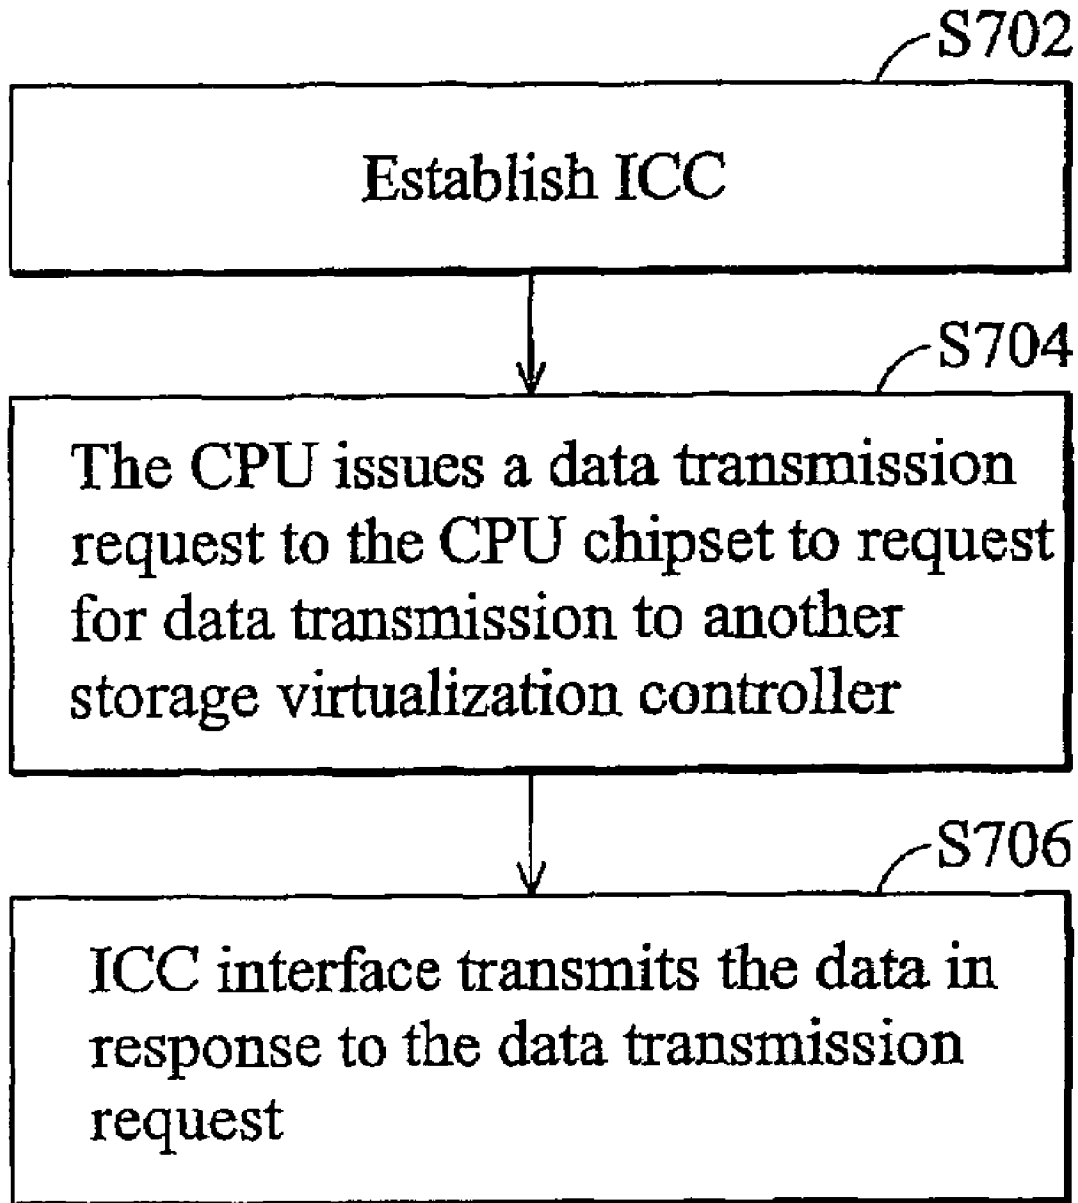 S702
Establish ICC
S704
The CPU issues a data transmission
request to the CPU chipset to request
for data transmission to another
storage virtualization controller
S706
ICC interface transmits the data in
response to the data transmission
request